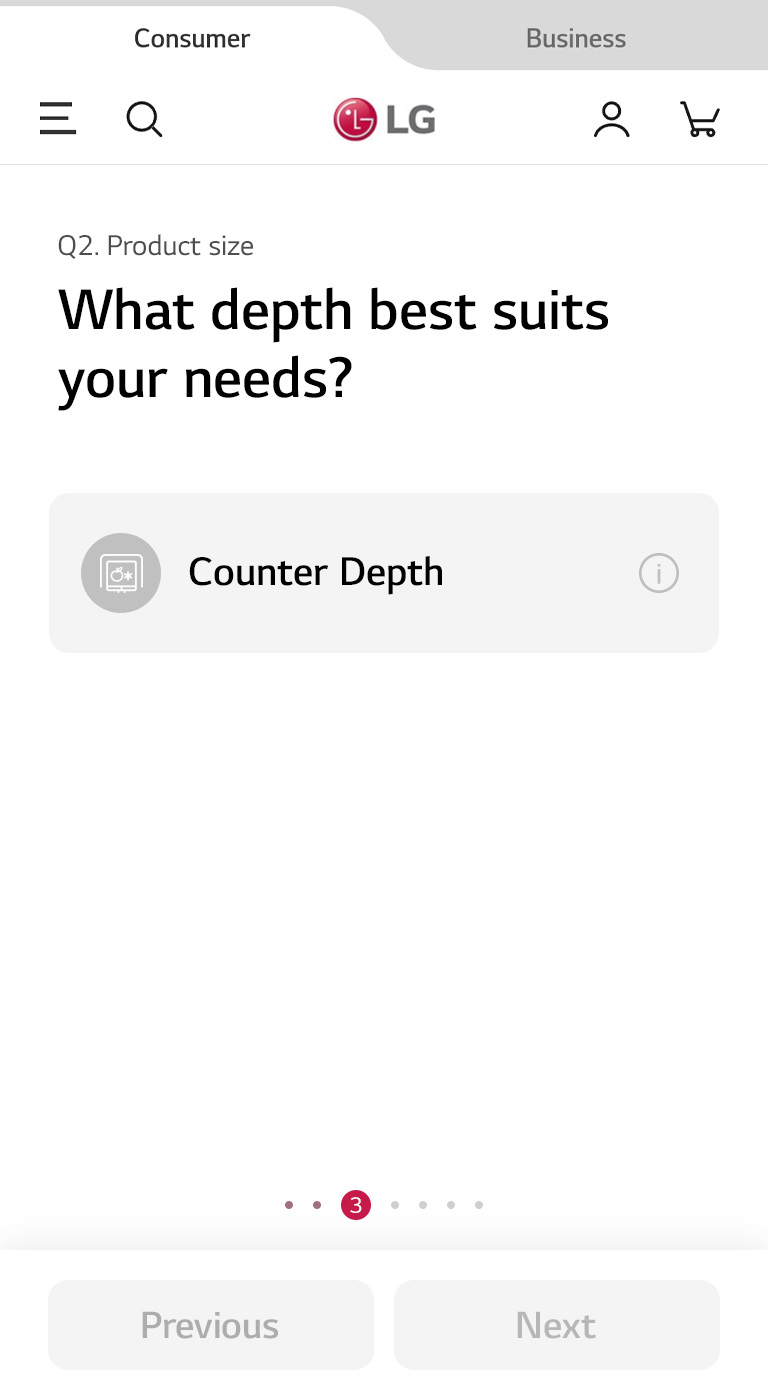 Consumer
Business
LG
Q2. Product size
What depth best suits
your needs?
Counter Depth
3
Previous
Next